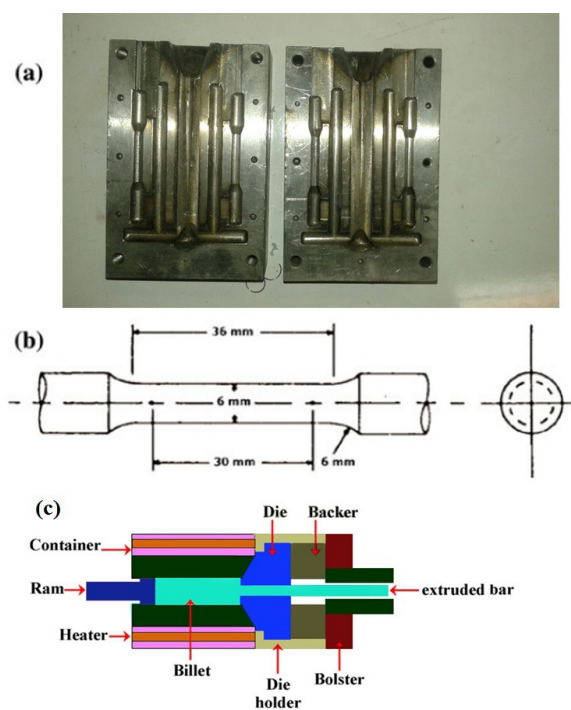 (a)
(b)
36 mm
6 mm
30 mm
6 mm
(c)
Die
Backer
Container
Ram
extruded bar
Heater
Billet
Die
holder
Bolster